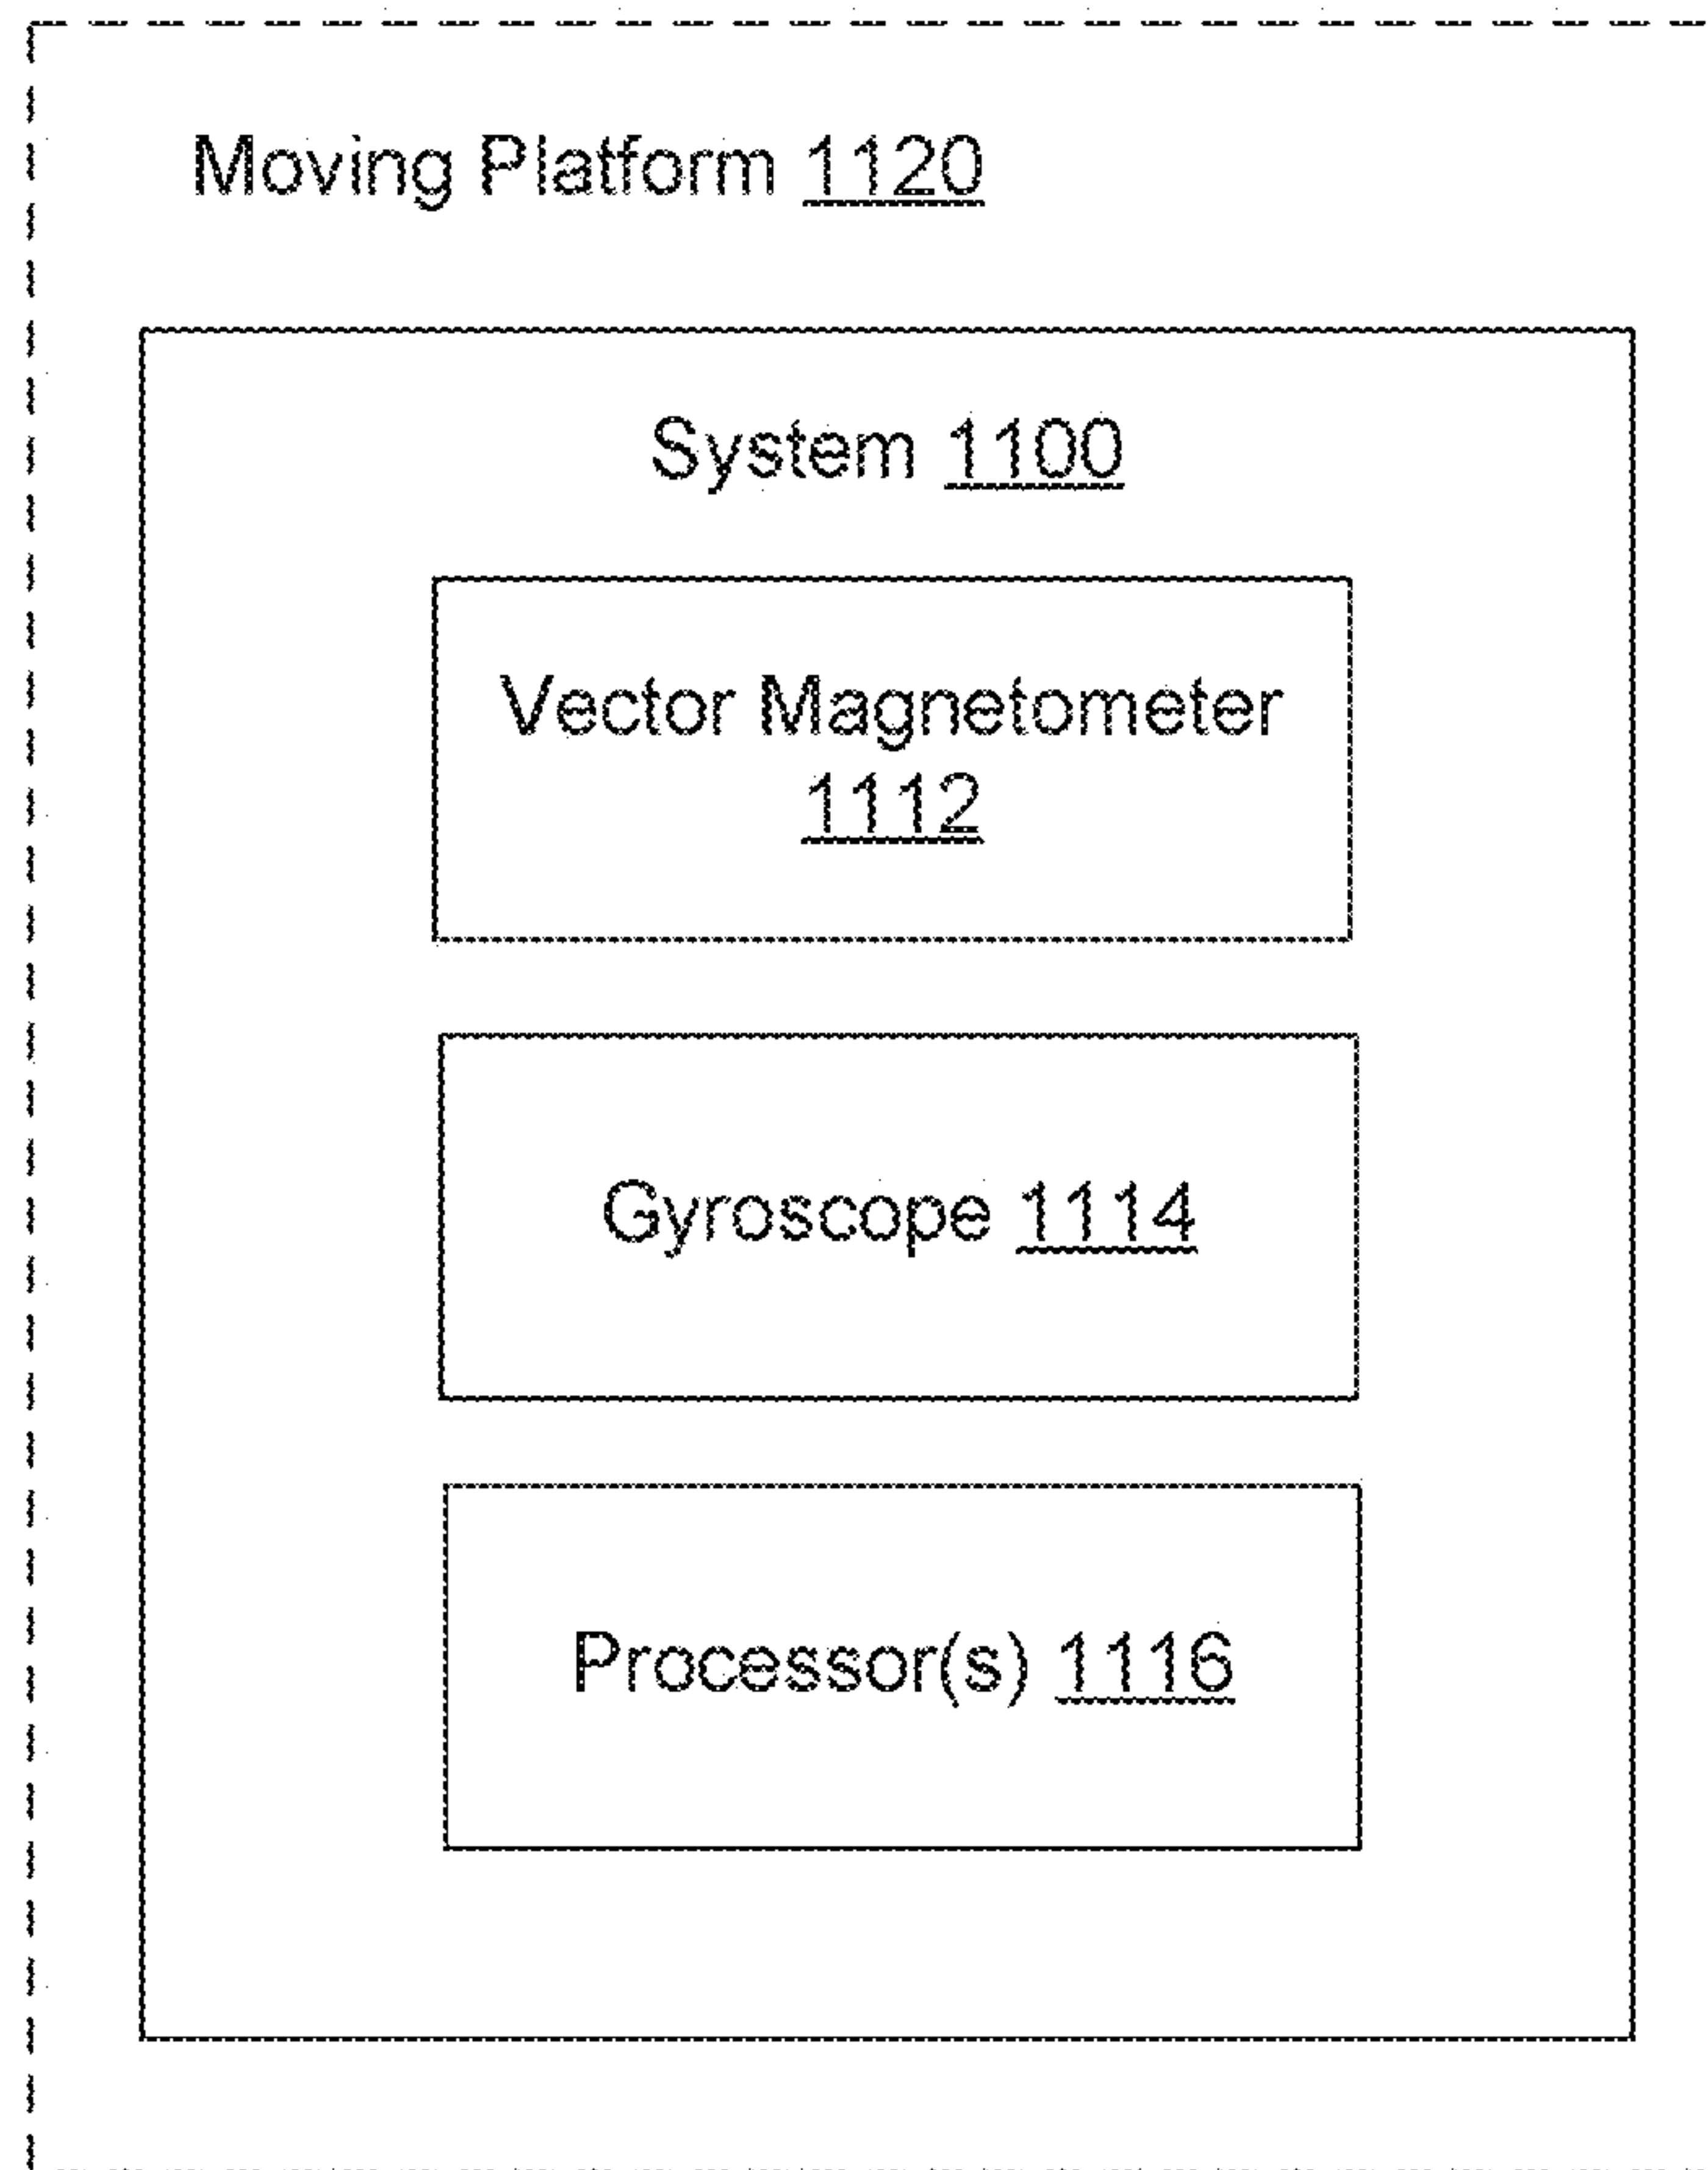 Moving Platform 1120
System 1100
Vector Magnetometer
1112
Gyroscope 1114
Processor(s) 1116